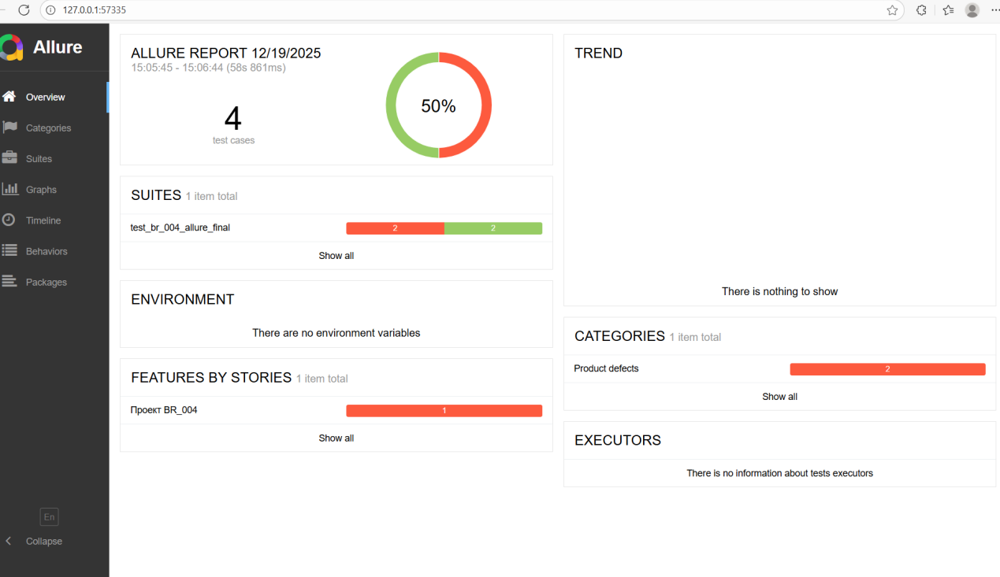 127.0.0.1:57335
Allure
Overview
Categories
Suites
Graphs
Timeline
Behaviors
Packages
En
Collapse
ALLURE REPORT 12/19/2025
15:05:45 - 15:06:44 (58s 861ms)
4
test cases
50%
SUITES 1 item total
test_br_004_allure_final
2 2
Show all
ENVIRONMENT
There are no environment variables
FEATURES BY STORIES 1 item total
Проект BR_004
1
Show all
TREND
There is nothing to show
CATEGORIES 1 item total
Product defects
2
Show all
EXECUTORS
There is no information about tests executors